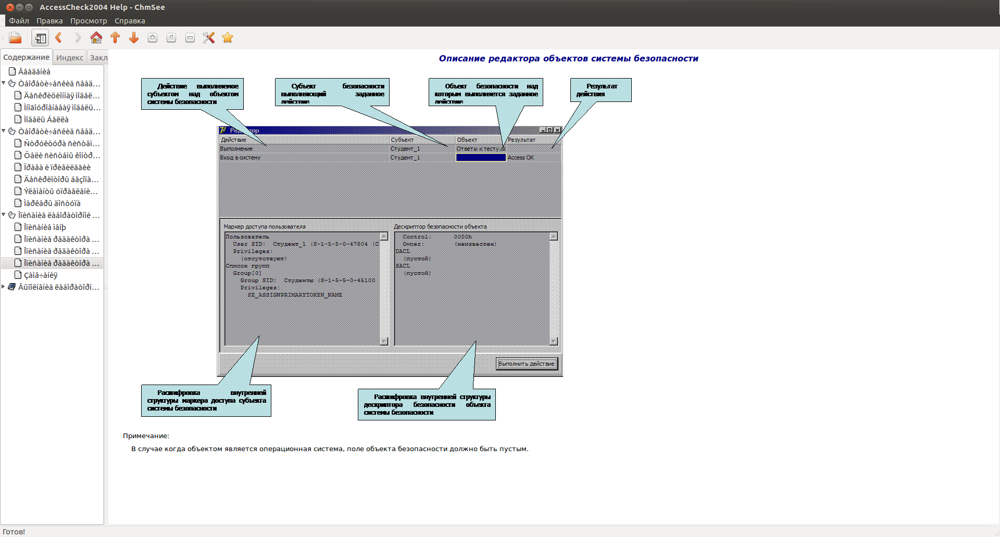 AccessCheck2004 Help - ChmSee
Файл Правка Просмотр Справка
Содержание Индекс Закл
Ââåäåíèå
Òåîðåòè÷åñêèå ñâåä...
Äåñêðèöèîííàÿ ìîäåë...
Ìíîãîóðîâíåâàÿ ìîäåëü...
Ìîäåëü Áåëëà
Òåîðåòè÷åñêèå ñâåä...
Ñòðóêòóðà ñèñòåì...
Öåëè ñèñòåìû êîíòð...
Ïðàâà è ïðèâèëåãèè
Äåñêðèïòîðû áåçîïà...
Ýëåìåíòû óïðàâëåíè...
Ìàðêåðû äîñòóïà
Îïèñàíèå ëàáîðàòîðíîé ...
Îïèñàíèå ìåíþ
Îïèñàíèå ðåäàêòîðà ...
Îïèñàíèå ðåäàêòîðà ...
Îïèñàíèå ðåäàêòîðà ...
Çàìå÷àíèÿ
Âûïîëíåíèå ëàáîðàòîðí...
Описание редактора объектов системы безопасности
Действие выполняемое
субъектом над объектом
системы безопасности
Субъект безопасности
выполняющий заданное
действие
Объект безопасности над
которым выполняется заданное
действие
Результат
действия
Редактор
Действие Субъект Объект Результат
Выполнение Студент_1 Ответы к тесту.dc
Вход в систему Студент_1 Access OK
Маркер доступа пользователя
Пользователь
User SID: Студент_1 (S-1-5-5-0-47804 (C
Privileges:
(отсутствуют)
Список групп
Group[0]
Group SID: Студенты (S-1-5-5-0-45100
Privileges:
SE_ASSIGNPRIMARYTOKEN_NAME
Дескриптор безопасности объекта
Control: 0000h
Owner: (неизвестен)
DACL
(пустой)
SACL
(пустой)
Выполнить действие
Расшифровка внутренней
структуры маркера доступа субъекта
системы безопасности
Расшифровка внутренней структуры
дескриптора безопасности объекта
системы безопасности
Примечание:
В случае когда объектом является операционная система, поле объекта безопасности должно быть пустым.
Готов!